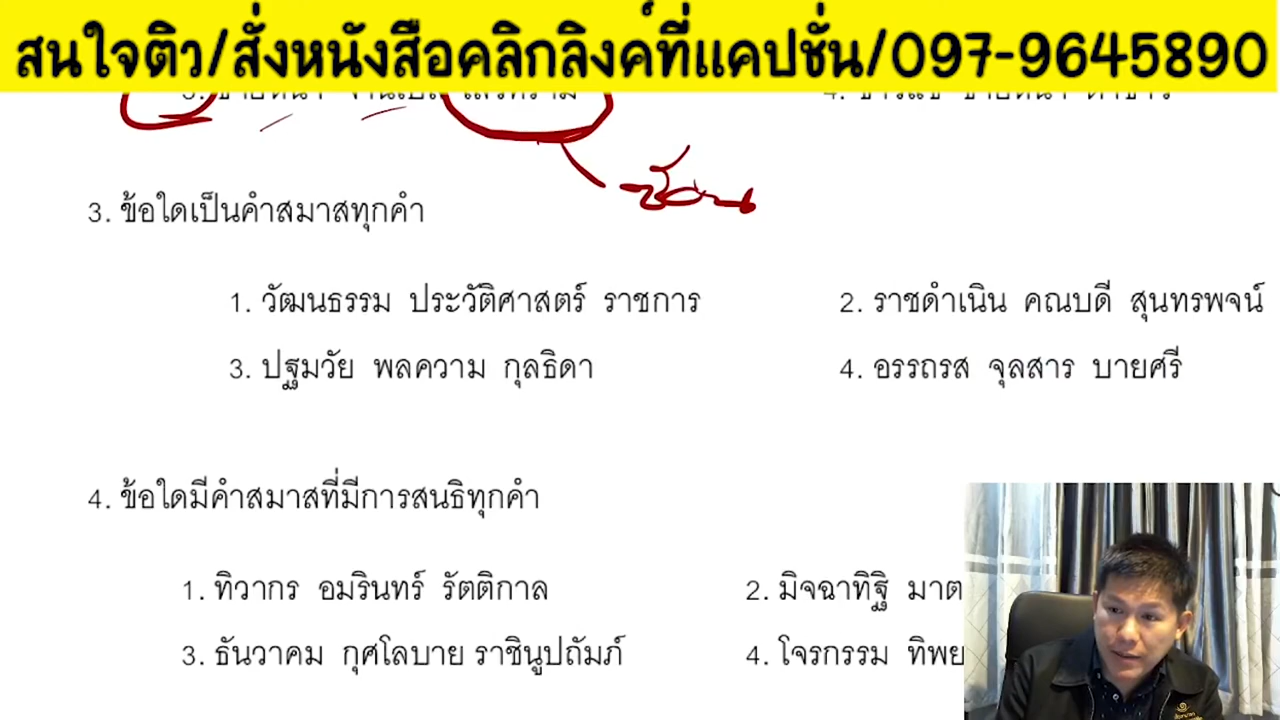 สนใจติว/สั่งหนังสือคลิกลิงค์ที่แคปชั่น/097-9645890
ซ้อน
3. ข้อใดเป็นคำสมาสทุกคำ
1. วัฒนธรรม ประวัติศาสตร์ ราชการ
2. ราชดำเนิน คณบดี สุนทรพจน์
3. ปฐมวัย พลความ กุลธิดา
4. อรรถรส จุลสาร บายศรี
4. ข้อใดมีคำสมาสที่มีการสนธิทุกคำ
1. ทิวากร อมรินทร์ รัตติกาล
2. มิจฉาทิฐิ มาต
3. ธันวาคม กุศโลบาย ราชินูปถัมภ์
4. โจรกรรม ทิพย